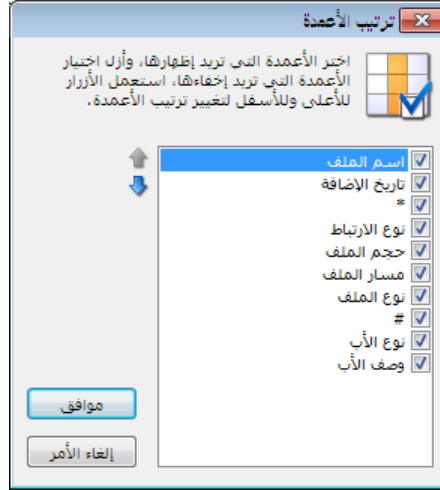 ترتيب الأعمدة
اختر الأعمدة التي تريد إظهارها، وأزل اختيار
الأعمدة التي تريد إخفاءها، استعمل الأزرار
للأعلى وللأسفل لتغيير ترتيب الأعمدة.
اسم الملف
تاريخ الإضافة
*
نوع الارتباط
حجم الملف
مسار الملف
نوع الملف
#
نوع الأب
وصف الأب
موافق
إلغاء الأمر